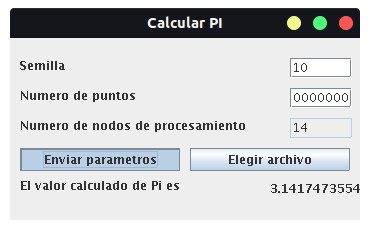 Calcular PI
Semilla 10
Numero de puntos 0000000
Numero de nodos de procesamiento 14
Enviar parametros Elegir archivo
El valor calculado de Pi es 3.1417473554